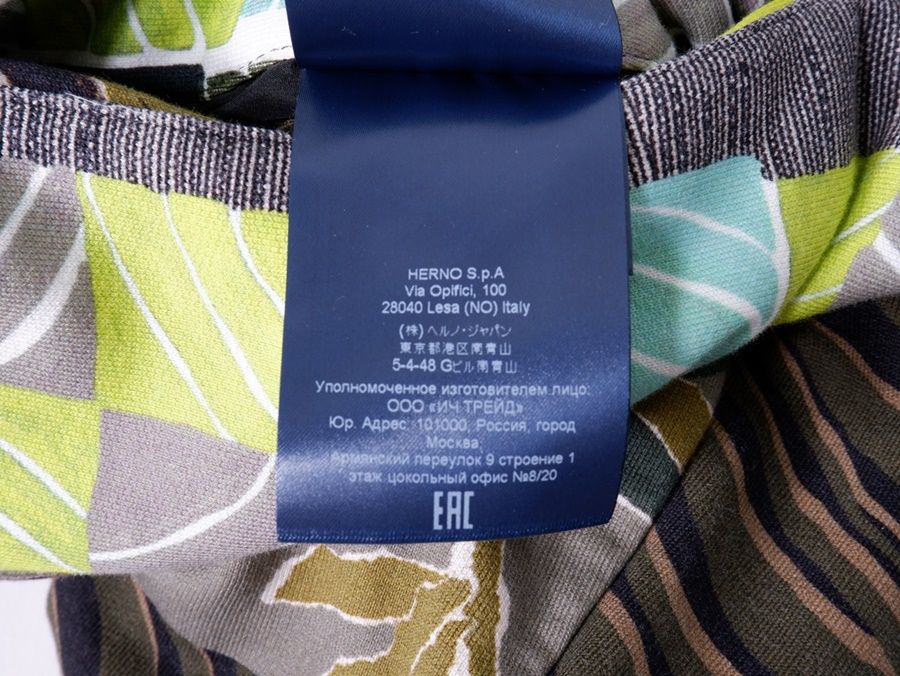 HERNO S.p.A
Via Opifici, 100
28040 Lesa (NO) Italy
(株)ヘルノ・ジャパン
東京都港区南青山
5-4-48 Gビル南青山
Уполномоченное изготовителем лицо:
ООО «ИЧ ТРЕЙД»
Юр. Адрес: 101000, Россия, город
Москва,
Армянский переулок 9 строение 1
этаж цокольный офис №8/20
EAC